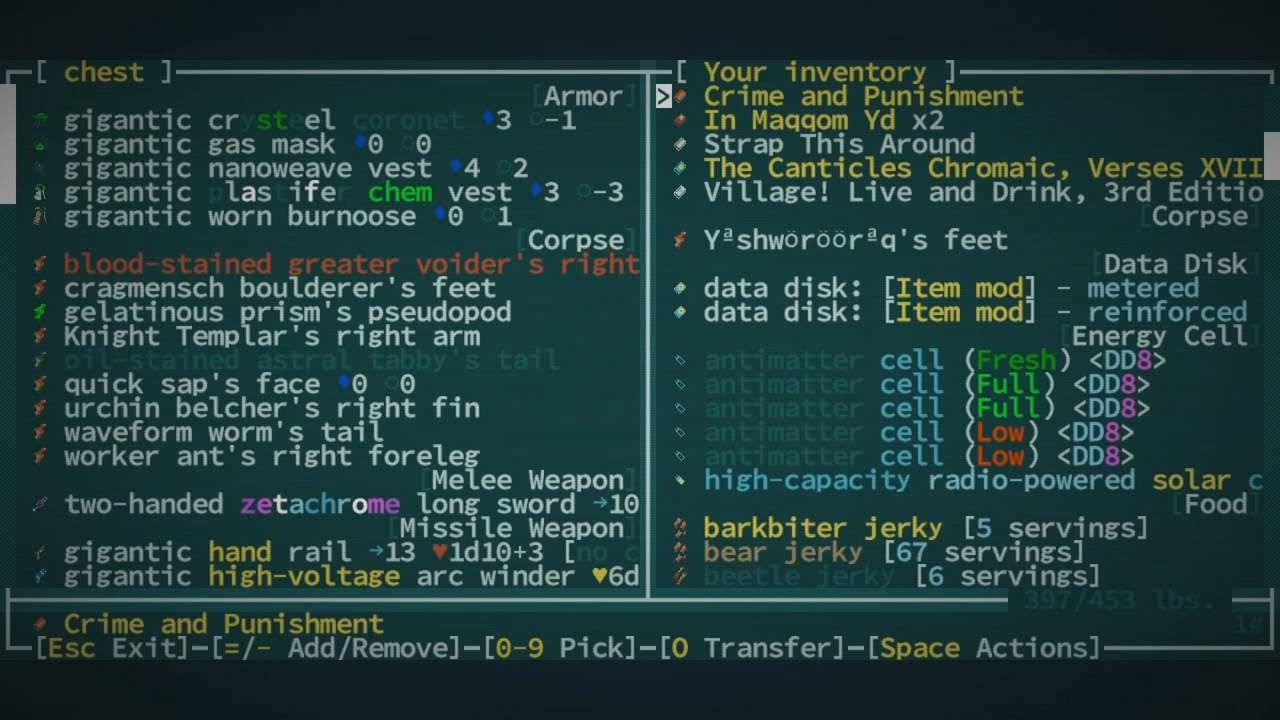 [ chest ]
[Armor]
gigantic crysteel coronet ♦3 ○-1
gigantic gas mask ♦0 ○0
gigantic nanoweave vest ♦4 ○2
gigantic plastifer chem vest ♦3 ○-3
gigantic worn burnoose ♦0 ○1
[Corpse]
blood-stained greater voider's right
cragmensch boulderer's feet
gelatinous prism's pseudopod
Knight Templar's right arm
oil-stained astral tabby's tail
quick sap's face ♦0 ○0
urchin belcher's right fin
waveform worm's tail
worker ant's right foreleg
[Melee Weapon]
two-handed zetachrome long sword →10
[Missile Weapon]
gigantic hand rail →13 ♥1d10+3 [no c
gigantic high-voltage arc winder ♥6d
[ Your inventory ]
> Crime and Punishment
In Maqqom Yd x2
Strap This Around
The Canticles Chromaic, Verses XVII
Village! Live and Drink, 3rd Editio
[Corpse]
Yªshwöröörªq's feet
[Data Disk]
data disk: [Item mod] - metered
data disk: [Item mod] - reinforced
[Energy Cell]
antimatter cell (Fresh) <DD8>
antimatter cell (Full) <DD8>
antimatter cell (Full) <DD8>
antimatter cell (Low) <DD8>
antimatter cell (Low) <DD8>
high-capacity radio-powered solar c
[Food]
barkbiter jerky [5 servings]
bear jerky [67 servings]
beetle jerky [6 servings]
397/453 lbs.
Crime and Punishment
1#
[Esc Exit]-[=/- Add/Remove]-[0-9 Pick]-[O Transfer]-[Space Actions]